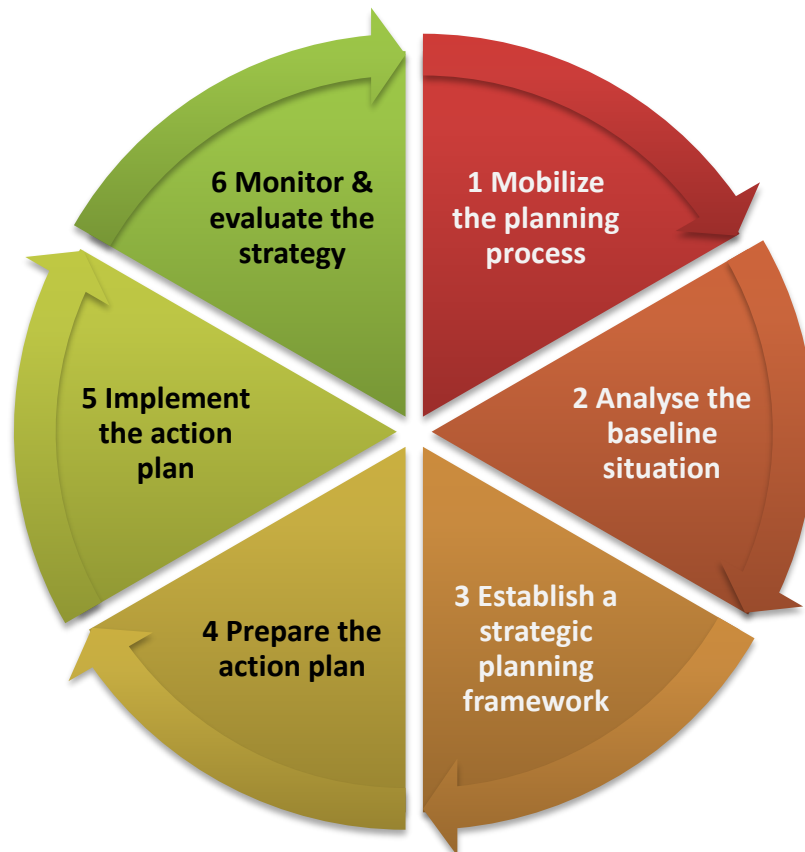 1 Mobilize
the planning
process
2 Analyse the
baseline
situation
3 Establish a
strategic
planning
framework
4 Prepare the
action plan
5 Implement
the action
plan
6 Monitor &
evaluate the
strategy